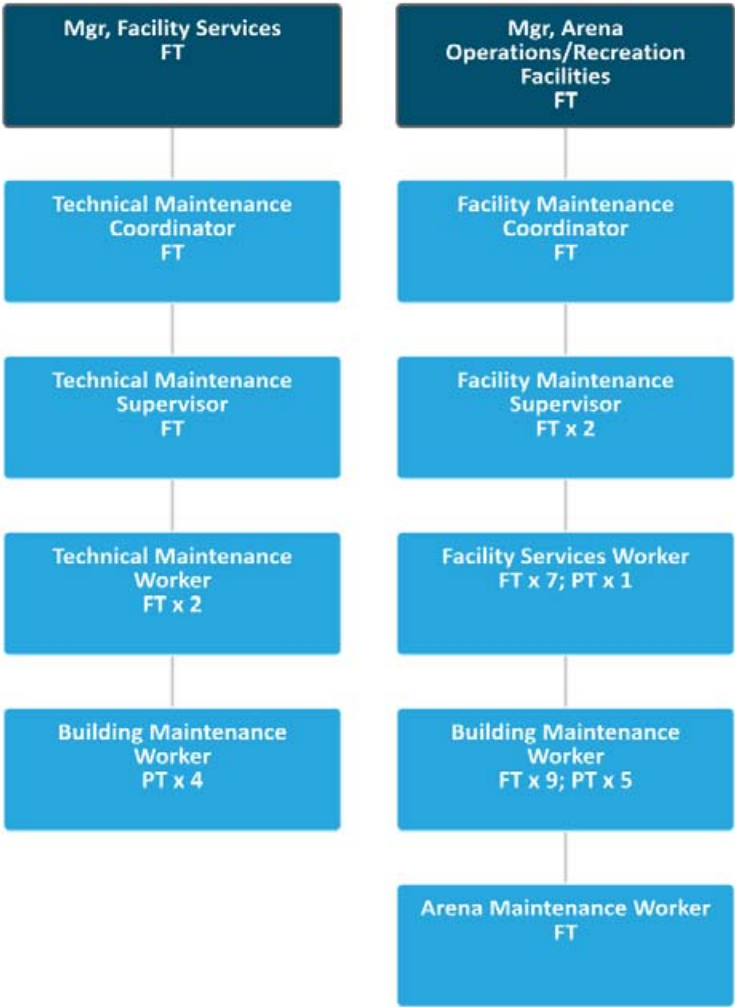 Mgr, Facility Services
FT
Technical Maintenance
Coordinator
FT
Technical Maintenance
Supervisor
FT
Technical Maintenance
Worker
FT x 2
Building Maintenance
Worker
PT x 4
Mgr, Arena
Operations/Recreation
Facilities
FT
Facility Maintenance
Coordinator
FT
Facility Maintenance
Supervisor
FT x 2
Facility Services Worker
FT x 7; PT x 1
Building Maintenance
Worker
FT x 9; PT x 5
Arena Maintenance Worker
FT